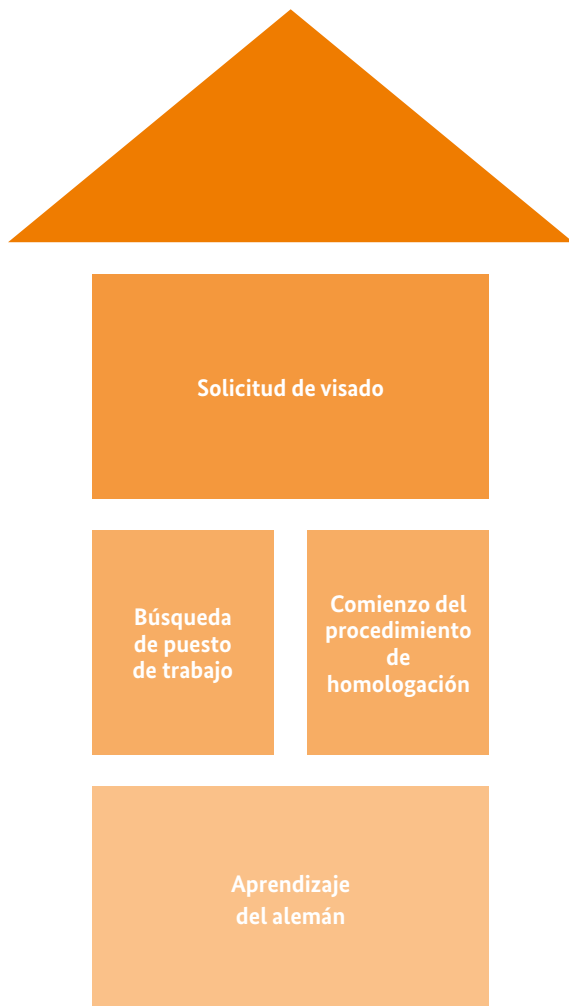 Solicitud de visado
Búsqueda
de puesto
de trabajo
Comienzo del
procedimiento
de
homologación
Aprendizaje
del alemán